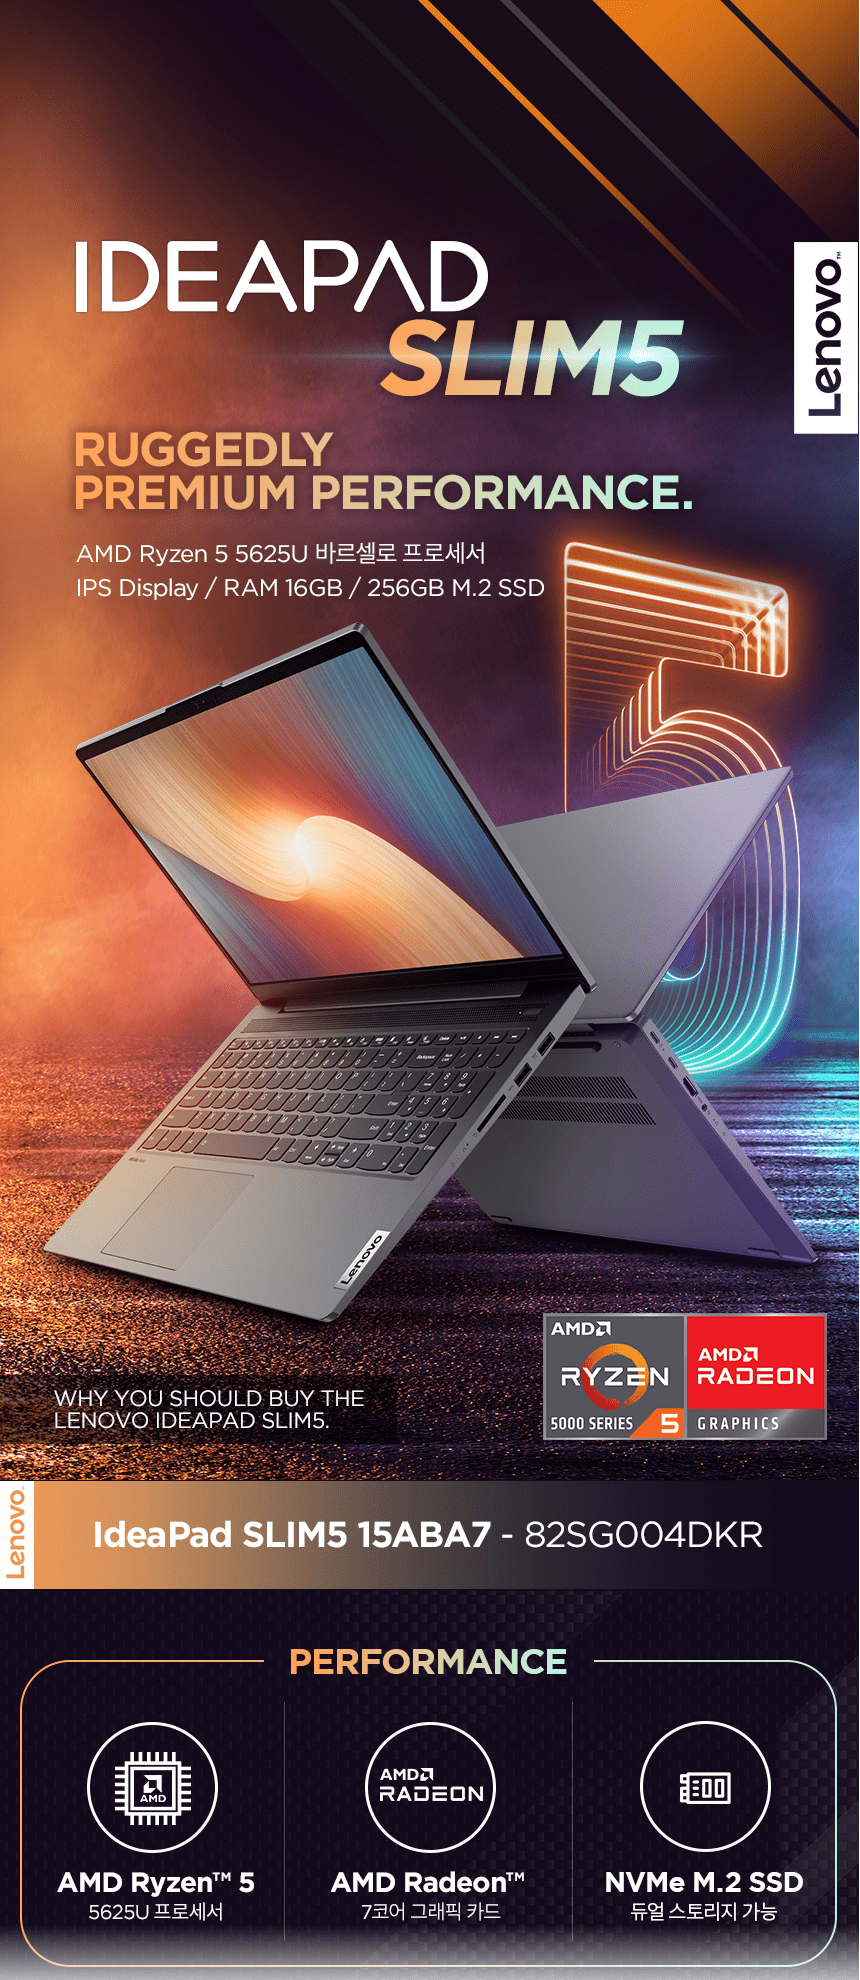 IDEAPAD
SLIM5
Lenovo™
RUGGEDLY
PREMIUM PERFORMANCE.
AMD Ryzen 5 5625U 바르셀로 프로세서
IPS Display / RAM 16GB / 256GB M.2 SSD
5
Lenovo
AMD
RYZEN
5000 SERIES 5
AMD
RADEON
GRAPHICS
WHY YOU SHOULD BUY THE
LENOVO IDEAPAD SLIM5.
Lenovo
IdeaPad SLIM5 15ABA7 - 82SG004DKR
PERFORMANCE
AMD
AMD
RADEON
AMD Ryzen™ 5
5625U 프로세서
AMD Radeon™
7코어 그래픽 카드
NVMe M.2 SSD
듀얼 스토리지 가능